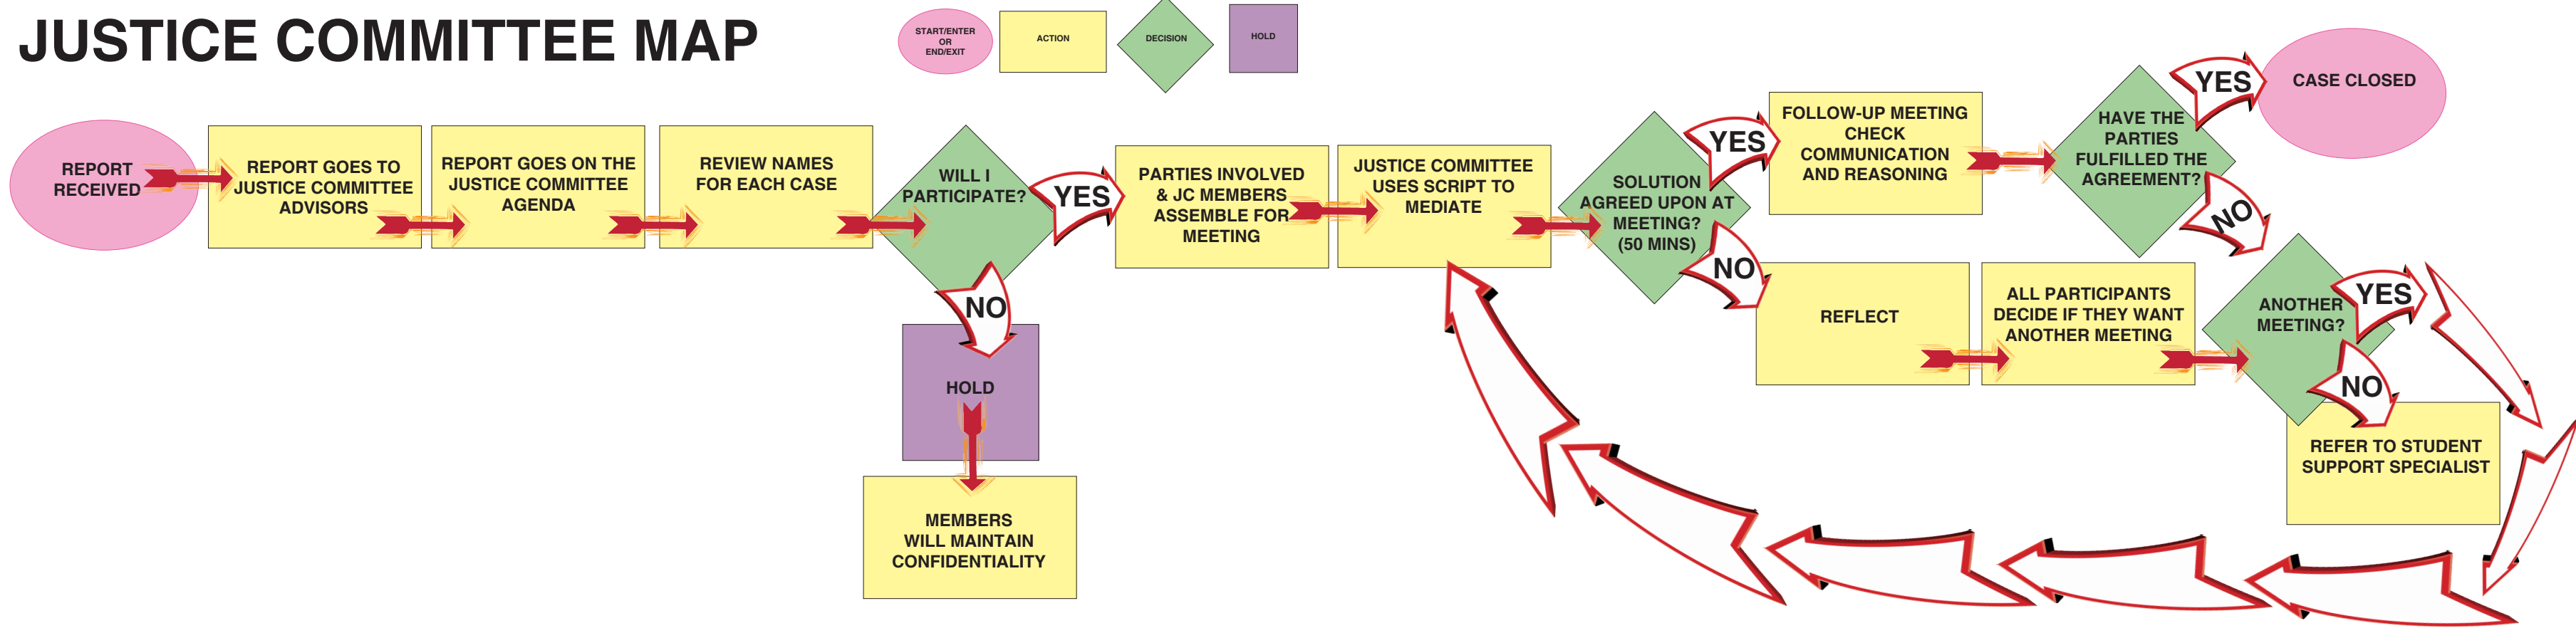 JUSTICE COMMITTEE MAP
START/ENTER
OR
END/EXIT
ACTION
DECISION
HOLD
REPORT
RECEIVED
REPORT GOES TO
JUSTICE COMMITTEE
ADVISORS
REPORT GOES ON THE
JUSTICE COMMITTEE
AGENDA
REVIEW NAMES
FOR EACH CASE
WILL I
PARTICIPATE?
YES
NO
HOLD
MEMBERS
WILL MAINTAIN
CONFIDENTIALITY
PARTIES INVOLVED
& JC MEMBERS
ASSEMBLE FOR
MEETING
JUSTICE COMMITTEE
USES SCRIPT TO
MEDIATE
SOLUTION
AGREED UPON AT
MEETING?
(50 MINS)
YES
NO
FOLLOW-UP MEETING
CHECK
COMMUNICATION
AND REASONING
HAVE THE
PARTIES
FULFILLED THE
AGREEMENT?
YES
CASE CLOSED
NO
REFLECT
ALL PARTICIPANTS
DECIDE IF THEY WANT
ANOTHER MEETING
ANOTHER
MEETING?
YES
NO
REFER TO STUDENT
SUPPORT SPECIALIST